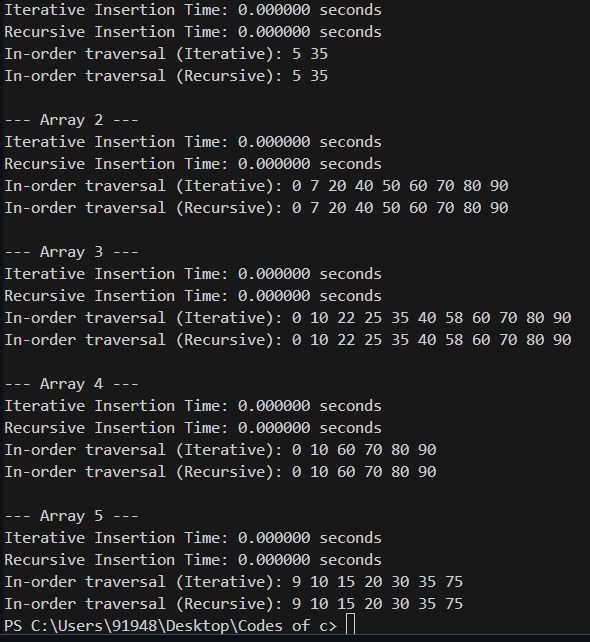 Iterative Insertion Time: 0.000000 seconds
Recursive Insertion Time: 0.000000 seconds
In-order traversal (Iterative): 5 35
In-order traversal (Recursive): 5 35
--- Array 2 ---
Iterative Insertion Time: 0.000000 seconds
Recursive Insertion Time: 0.000000 seconds
In-order traversal (Iterative): 0 7 20 40 50 60 70 80 90
In-order traversal (Recursive): 0 7 20 40 50 60 70 80 90
--- Array 3 ---
Iterative Insertion Time: 0.000000 seconds
Recursive Insertion Time: 0.000000 seconds
In-order traversal (Iterative): 0 10 22 25 35 40 58 60 70 80 90
In-order traversal (Recursive): 0 10 22 25 35 40 58 60 70 80 90
--- Array 4 ---
Iterative Insertion Time: 0.000000 seconds
Recursive Insertion Time: 0.000000 seconds
In-order traversal (Iterative): 0 10 60 70 80 90
In-order traversal (Recursive): 0 10 60 70 80 90
--- Array 5 ---
Iterative Insertion Time: 0.000000 seconds
Recursive Insertion Time: 0.000000 seconds
In-order traversal (Iterative): 9 10 15 20 30 35 75
In-order traversal (Recursive): 9 10 15 20 30 35 75
PS C:\Users\91948\Desktop\Codes of c>